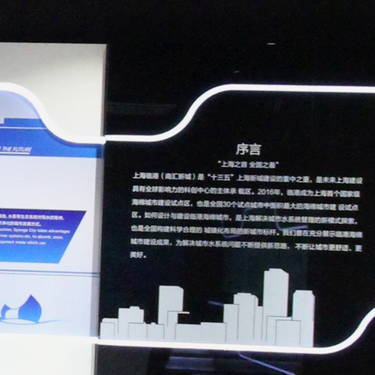 序言
“上海之首 全国之最”
上海临港（南汇新城）是“十三五”上海新城建设的重中之重，是未来上海建设
具有全球影响力的科创中心的主体承 载区。2016年，临港成为上海首个国家级
海绵城市建设试点区，也是全国30个试点城市中面积最大的海绵城市建 设试点
区。如何设计与建设临港海绵城市，是上海解决城市水系统管理的新模式探索，
也是全国构建科学合理的 城镇化布局的新城市标杆。我们首次充分展示临港海绵
城市建设成果，为解决城市水系统问题不断提供新思路， 不断让城市更舒适、更
美好。
THE FUTURE